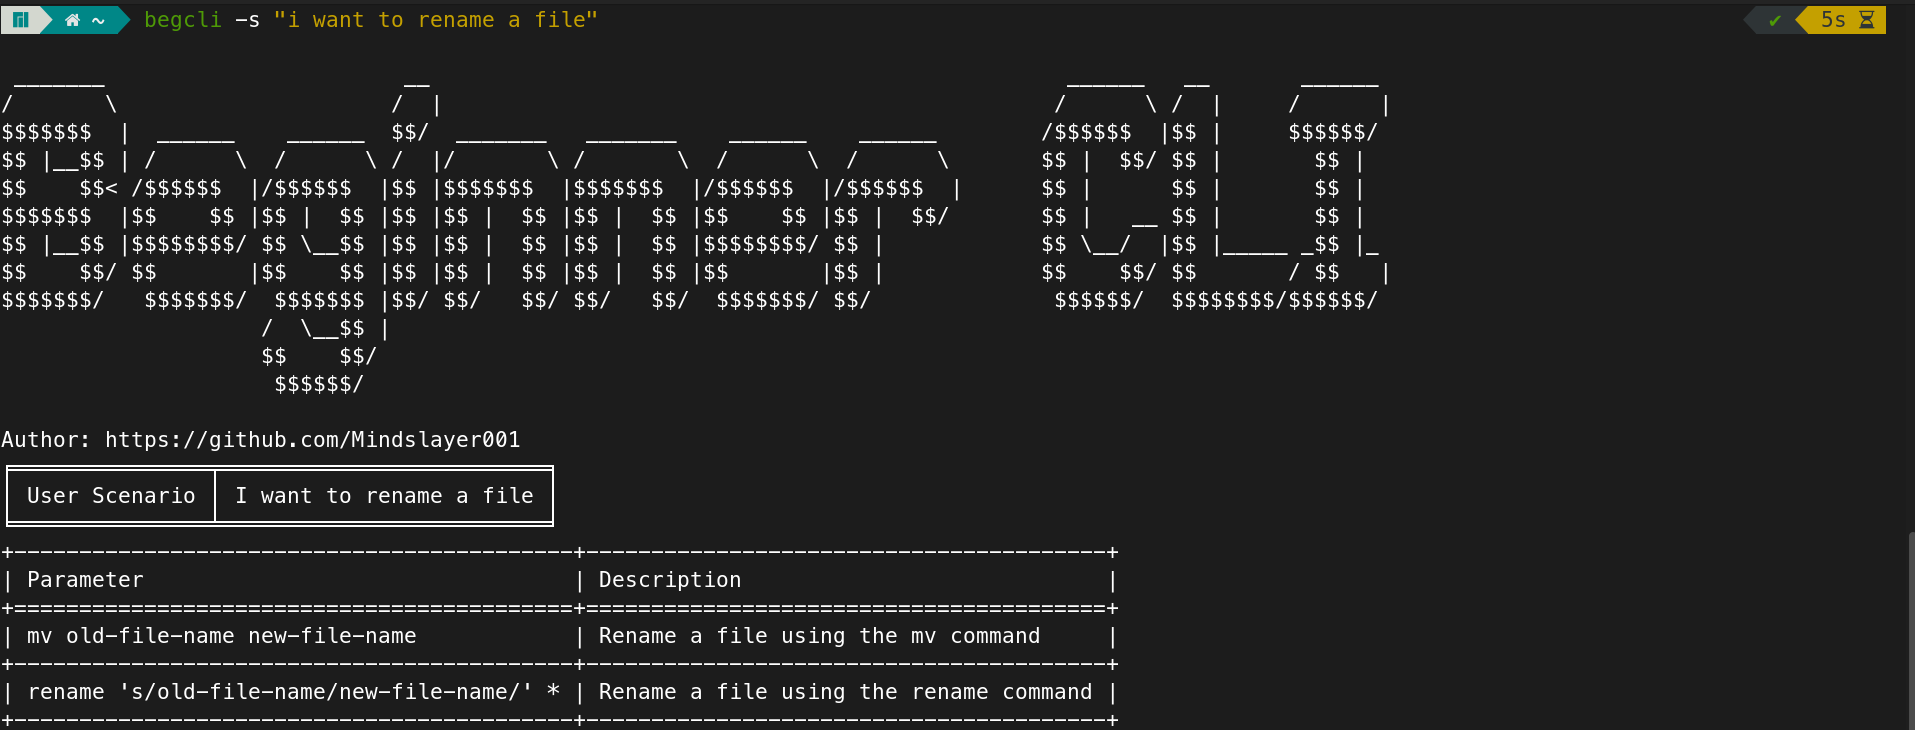 ~ begcli -s "i want to rename a file" ✔ 5s
 _______                       __                                                 ______   __       ______
/       \                     /  |                                               /      \ /  |     /      |
$$$$$$$  |  ______    ______  $$/  _______   _______    ______    ______        /$$$$$$  |$$ |     $$$$$$/
$$ |__$$ | /      \  /      \ /  |/       \ /       \  /      \  /      \       $$ |  $$/ $$ |       $$ |
$$    $$< /$$$$$$  |/$$$$$$  |$$ |$$$$$$$  |$$$$$$$  |/$$$$$$  |/$$$$$$  |      $$ |      $$ |       $$ |
$$$$$$$  |$$    $$ |$$ |  $$ |$$ |$$ |  $$ |$$ |  $$ |$$    $$ |$$ |  $$/       $$ |   __ $$ |       $$ |
$$ |__$$ |$$$$$$$$/ $$ \__$$ |$$ |$$ |  $$ |$$ |  $$ |$$$$$$$$/ $$ |            $$ \__/  |$$ |_____ _$$ |_
$$    $$/ $$       |$$    $$ |$$ |$$ |  $$ |$$ |  $$ |$$       |$$ |            $$    $$/ $$       / $$   |
$$$$$$$/   $$$$$$$/  $$$$$$$ |$$/ $$/   $$/ $$/   $$/  $$$$$$$/ $$/              $$$$$$/  $$$$$$$$/$$$$$$/
                    /  \__$$ |
                    $$    $$/
                     $$$$$$/
Author: https://github.com/Mindslayer001
User Scenario | I want to rename a file
+-------------------------------------------+----------------------------------------+
| Parameter                                 | Description                            |
+===========================================+========================================+
| mv old-file-name new-file-name            | Rename a file using the mv command     |
+-------------------------------------------+----------------------------------------+
| rename 's/old-file-name/new-file-name/' * | Rename a file using the rename command |
+-------------------------------------------+----------------------------------------+